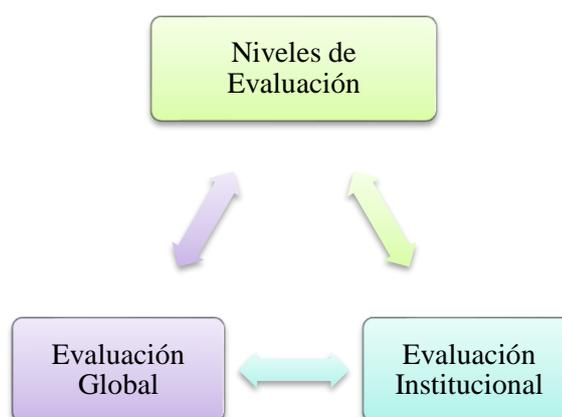 Niveles de
Evaluación
Evaluación
Global
Evaluación
Institucional